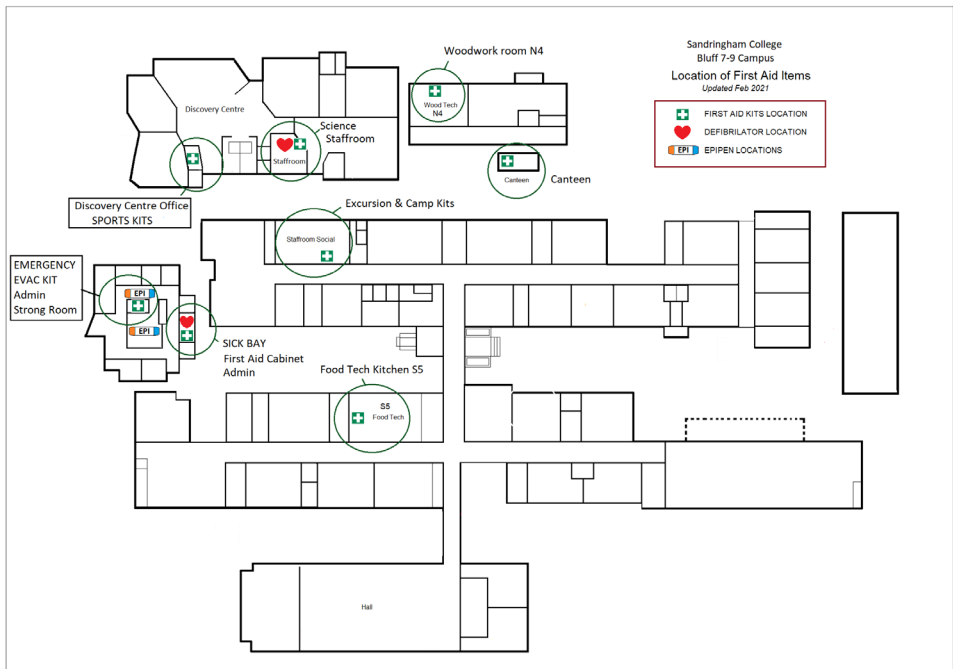 Sandringham College
Bluff 7-9 Campus
Location of First Aid Items
Updated Feb 2021
FIRST AID KITS LOCATION
DEFIBRILATOR LOCATION
EPI
EPIPEN LOCATIONS
Woodwork room N4
Wood Tech
N4
Discovery Centre
Science
Staffroom
Staffroom
Canteen
Canteen
Discovery Centre Office
SPORTS KITS
Excursion & Camp Kits
Staffroom Social
EMERGENCY
EVAC KIT
Admin
Strong Room
EPI
EPI
SICK BAY
First Aid Cabinet
Admin
Food Tech Kitchen S5
S5
Food Tech
Hall